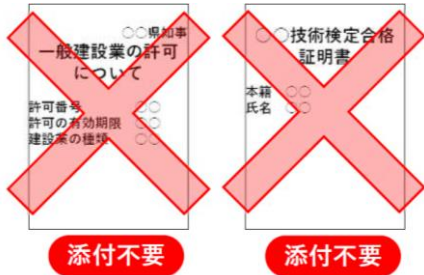 ○○県知事
一般建設業の許可
について
許可番号 ○○
許可の有効期限 ○○
建設業の種類 ○○
添付不要
○○技術検定合格
証明書
本籍 ○○
氏名 ○○
添付不要